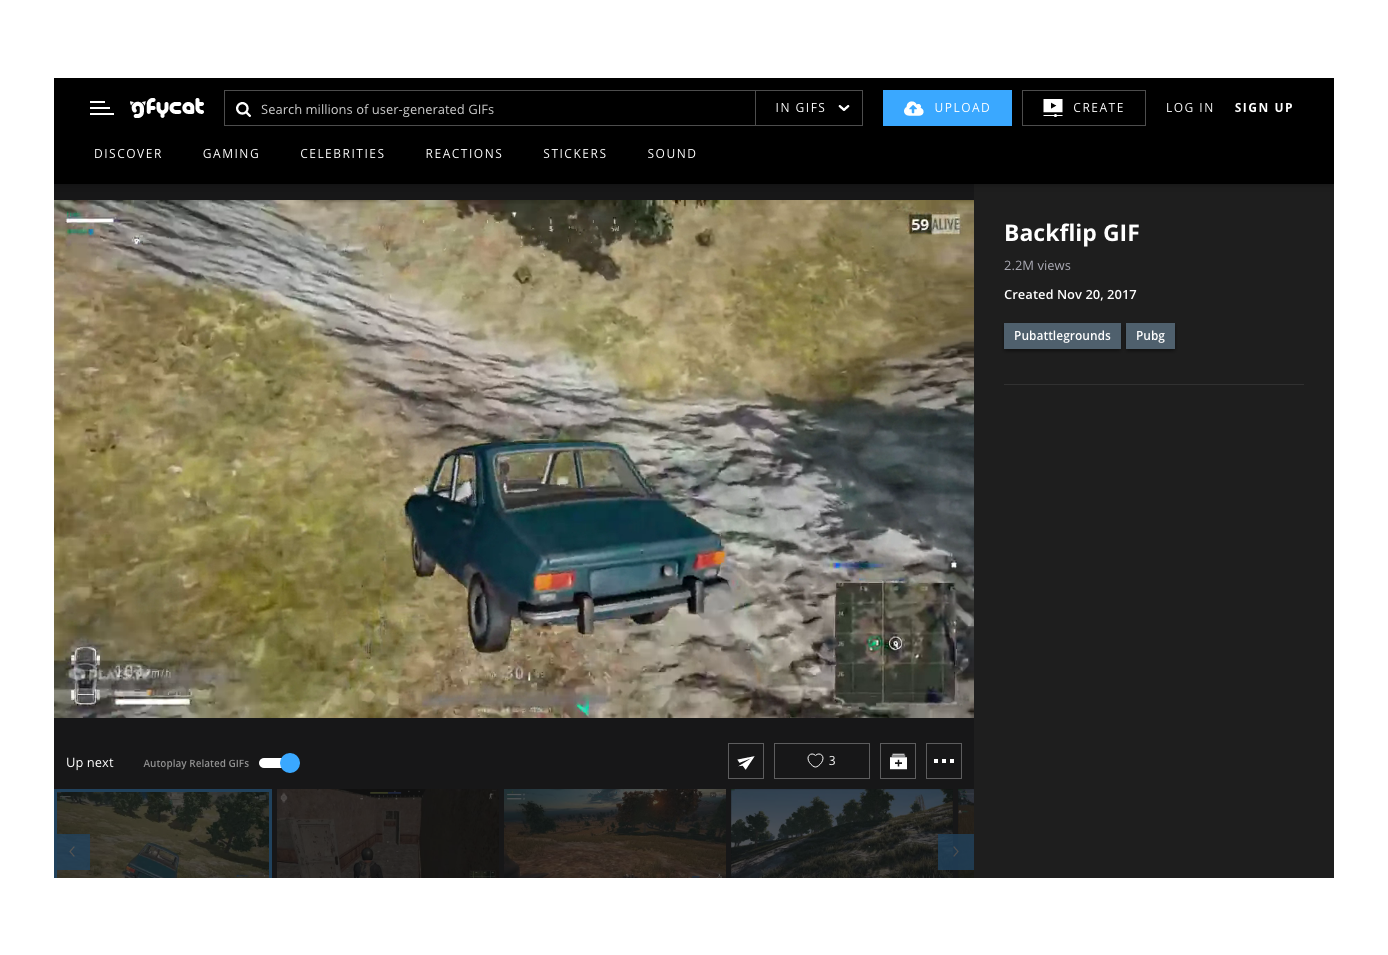 gfycat
Search millions of user-generated GIFs
IN GIFS
UPLOAD
CREATE
LOG IN
SIGN UP
DISCOVER
GAMING
CELEBRITIES
REACTIONS
STICKERS
SOUND
59 ALIVE
Backflip GIF
2.2M views
Created Nov 20, 2017
Pubattlegrounds
Pubg
Up next
Autoplay Related GIFs
3